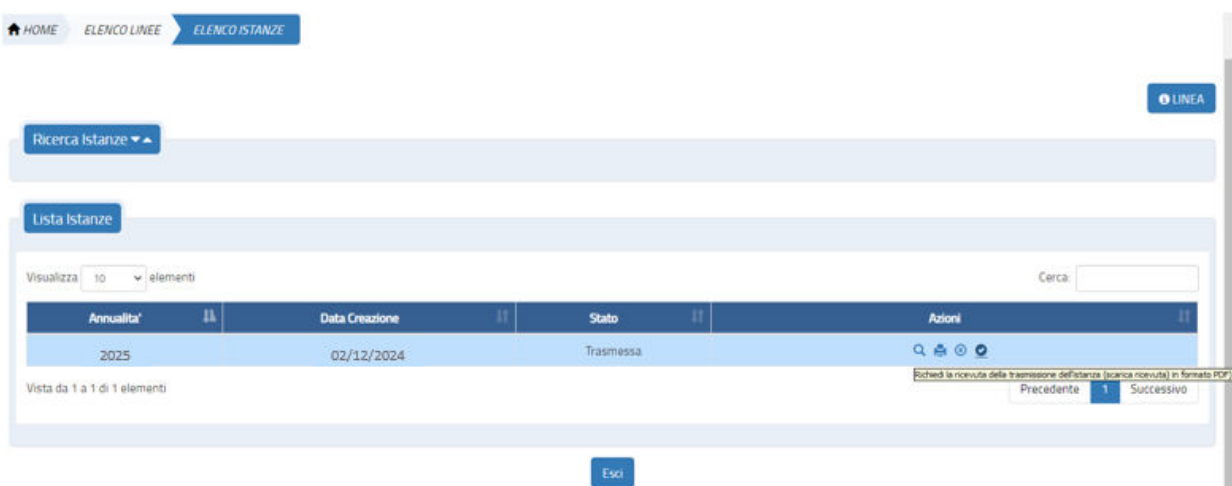 HOME ELENCO LINEE ELENCO ISTANZE
LINEA
Ricerca Istanze
Lista Istanze
Visualizza 10 elementi Cerca:
Annualita' Data Creazione Stato Azioni
2025 02/12/2024 Trasmessa
Richiedi la ricevuta della trasmissione dell'istanza (scarica ricevuta) in formato PDF
Vista da 1 a 1 di 1 elementi Precedente 1 Successivo
Esci